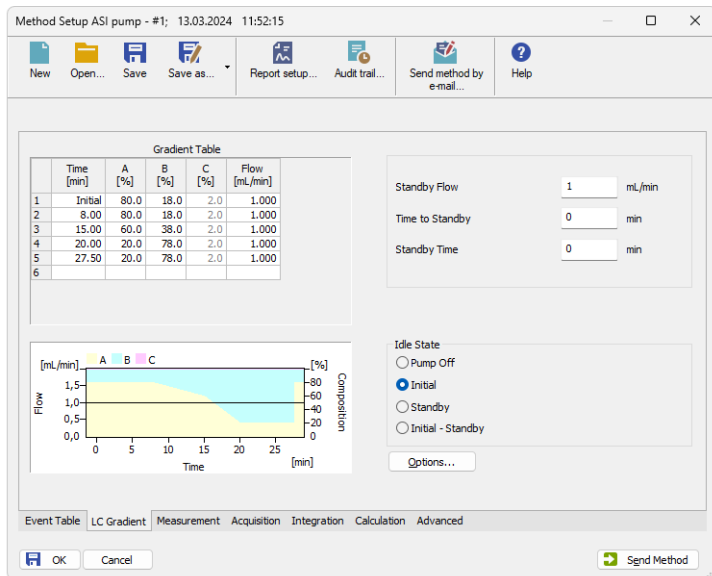 Method Setup ASI pump - #1;  13.03.2024  11:52:15
New Open... Save Save as... Report setup... Audit trail... Send method by e-mail... Help
Gradient Table
Time [min] A [%] B [%] C [%] Flow [mL/min]
1 Initial 80.0 18.0 2.0 1.000
2 8.00 80.0 18.0 2.0 1.000
3 15.00 60.0 38.0 2.0 1.000
4 20.00 20.0 78.0 2.0 1.000
5 27.50 20.0 78.0 2.0 1.000
6
Standby Flow 1 mL/min
Time to Standby 0 min
Standby Time 0 min
[mL/min] A B C [%]
1,5 80
1,0 60
40
0,5 20
0,0 0
Flow
Composition
0 5 10 15 20 25
Time [min]
Idle State
Pump Off
Initial
Standby
Initial - Standby
Options...
Event Table LC Gradient Measurement Acquisition Integration Calculation Advanced
OK Cancel Send Method